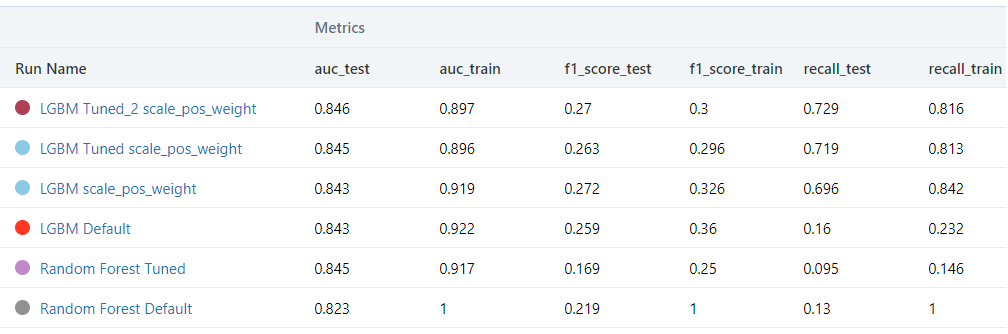 Metrics
Run Name auc_test auc_train f1_score_test f1_score_train recall_test recall_train
LGBM Tuned_2 scale_pos_weight 0.846 0.897 0.27 0.3 0.729 0.816
LGBM Tuned scale_pos_weight 0.845 0.896 0.263 0.296 0.719 0.813
LGBM scale_pos_weight 0.843 0.919 0.272 0.326 0.696 0.842
LGBM Default 0.843 0.922 0.259 0.36 0.16 0.232
Random Forest Tuned 0.845 0.917 0.169 0.25 0.095 0.146
Random Forest Default 0.823 1 0.219 1 0.13 1